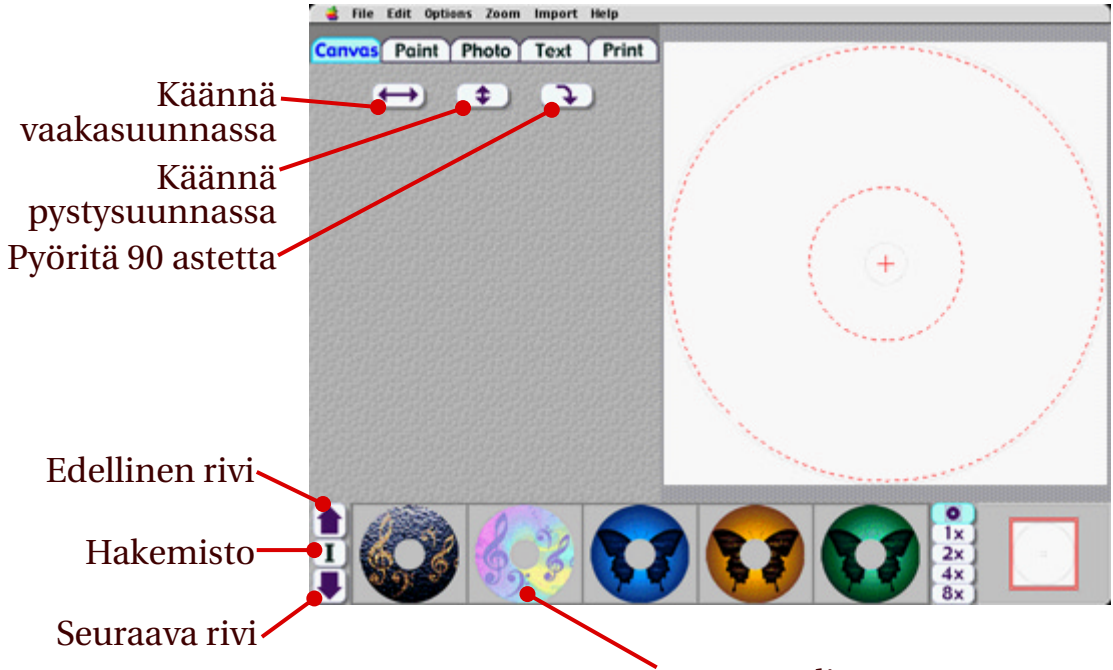 File Edit Options Zoom Import Help
Canvas Paint Photo Text Print
Käännä
vaakasuunnassa
Käännä
pystysuunnassa
Pyöritä 90 astetta
Edellinen rivi
Hakemisto
Seuraava rivi
I
1x
2x
4x
8x